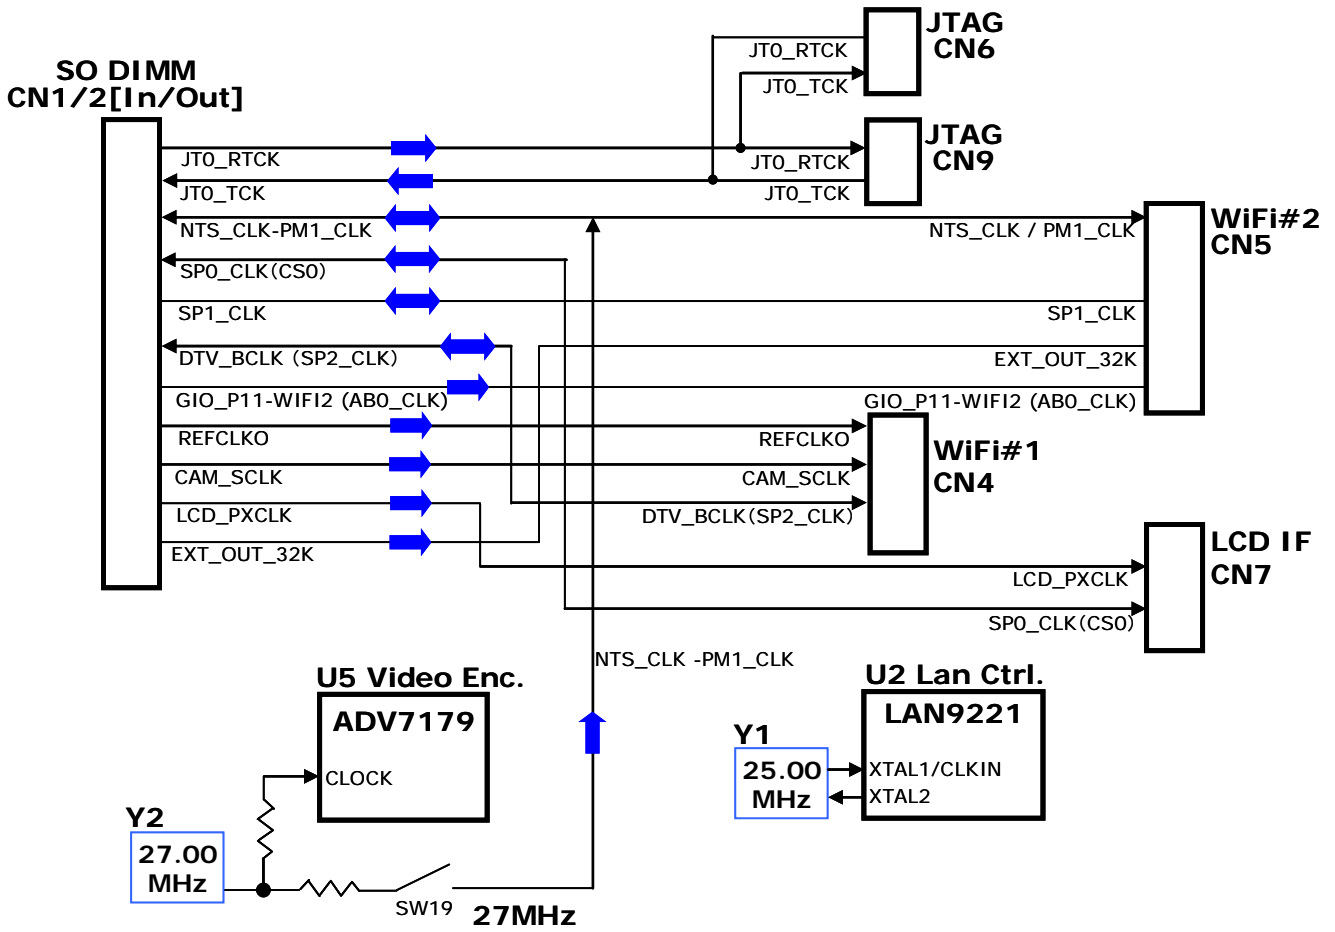 JTAG
CN6
JT0_RTCK
JT0_TCK
SO DIMM
CN1/2[In/Out]
JTAG
CN9
JT0_RTCK
JT0_RTCK
JT0_TCK
JT0_TCK
NTS_CLK-PM1_CLK
NTS_CLK / PM1_CLK
WiFi#2
CN5
SP0_CLK(CS0)
SP1_CLK
SP1_CLK
DTV_BCLK (SP2_CLK)
EXT_OUT_32K
GIO_P11-WIFI2 (AB0_CLK)
GIO_P11-WIFI2 (AB0_CLK)
REFCLKO
REFCLKO
WiFi#1
CN4
CAM_SCLK
CAM_SCLK
LCD_PXCLK
DTV_BCLK(SP2_CLK)
EXT_OUT_32K
LCD IF
CN7
LCD_PXCLK
SP0_CLK(CS0)
NTS_CLK -PM1_CLK
U5 Video Enc.
ADV7179
CLOCK
U2 Lan Ctrl.
LAN9221
Y1
25.00
MHz
XTAL1/CLKIN
XTAL2
Y2
27.00
MHz
SW19
27MHz